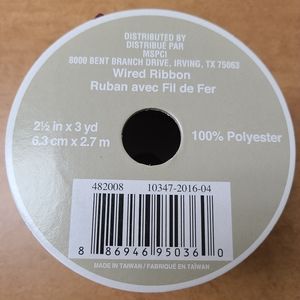 DISTRIBUTED BY
DISTRIBUÉ PAR
MSPCI
8000 BENT BRANCH DRIVE, IRVING, TX 75063
Wired Ribbon
Ruban avec Fil de Fer
2½ in x 3 yd
6.3 cm x 2.7 m
100% Polyester
482008 10347-2016-04
8 86946 95036 0
MADE IN TAIWAN / FABRIQUÉ EN TAÏWAN